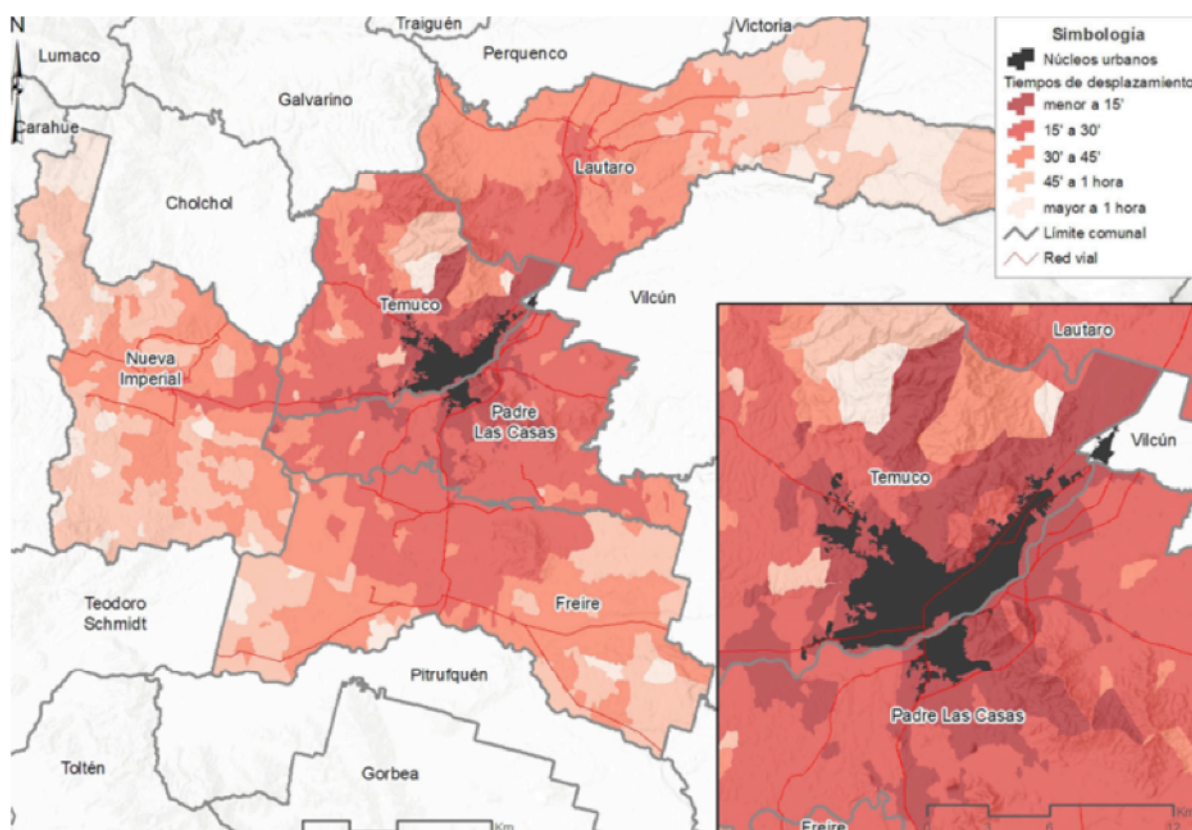 N
Traiguén
Victoria
Lumaco
Perquenco
Galvarino
Carahue
Lautaro
Cholchol
Vilcún
Temuco
Nueva
Imperial
Padre
Las Casas
Teodoro
Schmidt
Freire
Pitrufquén
Toltén
Gorbea
Km
Simbología
Núcleos urbanos
Tiempos de desplazamiento
menor a 15'
15' a 30'
30' a 45'
45' a 1 hora
mayor a 1 hora
Límite comunal
Red vial
Lautaro
Vilcún
Temuco
Padre Las Casas
Freire
12